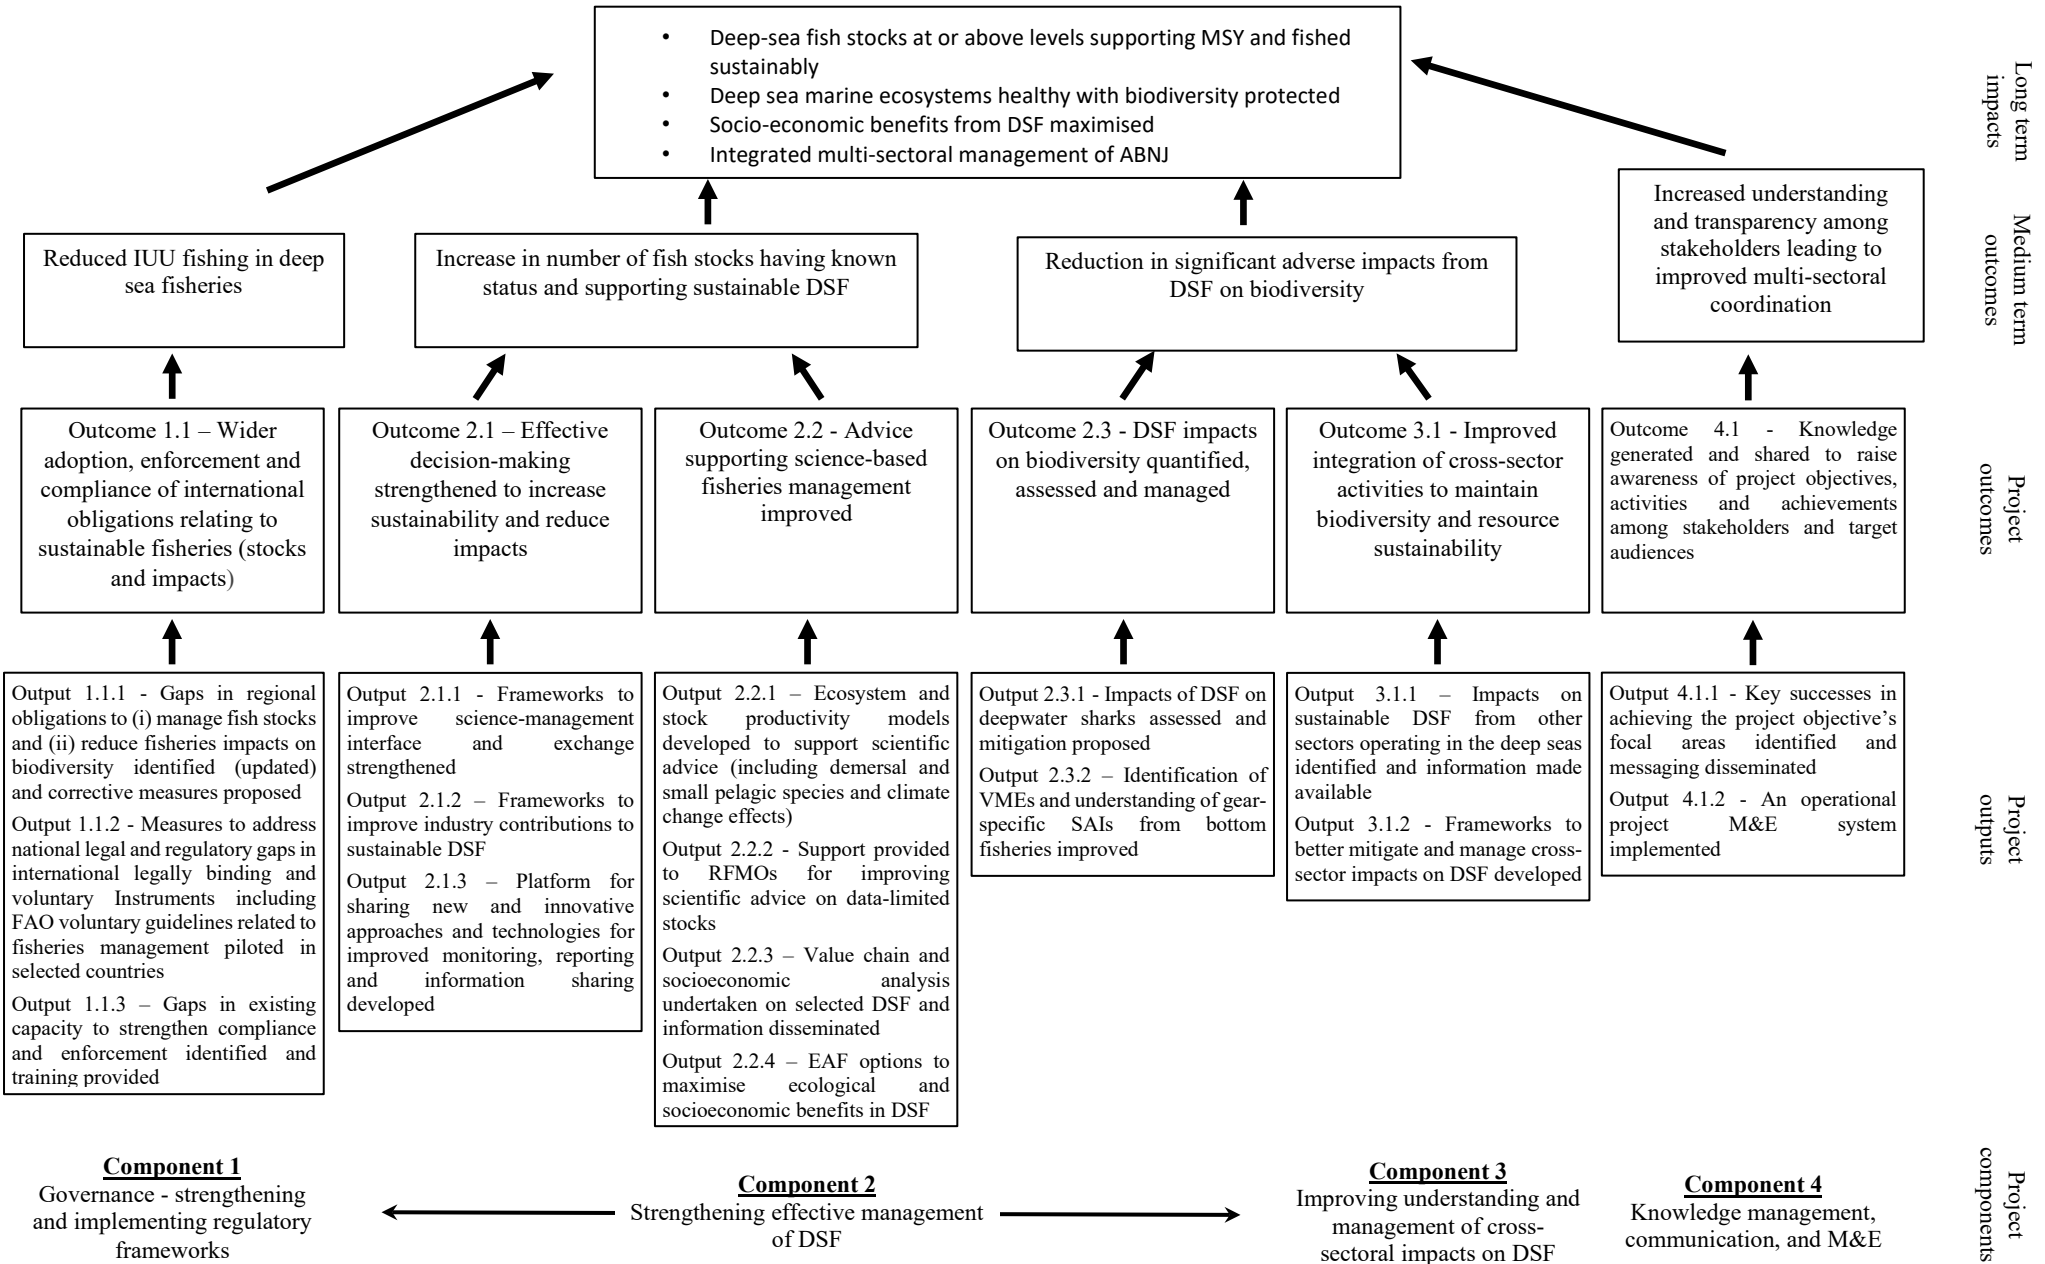 • Deep-sea fish stocks at or above levels supporting MSY and fished
sustainably
• Deep sea marine ecosystems healthy with biodiversity protected
• Socio-economic benefits from DSF maximised
• Integrated multi-sectoral management of ABNJ
Long term
impacts
Reduced IUU fishing in deep
sea fisheries
Increase in number of fish stocks having known
status and supporting sustainable DSF
Reduction in significant adverse impacts from
DSF on biodiversity
Increased understanding
and transparency among
stakeholders leading to
improved multi-sectoral
coordination
Medium term
outcomes
Outcome 1.1 – Wider
adoption, enforcement and
compliance of international
obligations relating to
sustainable fisheries (stocks
and impacts)
Outcome 2.1 – Effective
decision-making
strengthened to increase
sustainability and reduce
impacts
Outcome 2.2 - Advice
supporting science-based
fisheries management
improved
Outcome 2.3 - DSF impacts
on biodiversity quantified,
assessed and managed
Outcome 3.1 - Improved
integration of cross-sector
activities to maintain
biodiversity and resource
sustainability
Outcome 4.1 - Knowledge
generated and shared to raise
awareness of project objectives,
activities and achievements
among stakeholders and target
audiences
Project
outcomes
Output 1.1.1 - Gaps in regional
obligations to (i) manage fish stocks
and (ii) reduce fisheries impacts on
biodiversity identified (updated)
and corrective measures proposed
Output 1.1.2 - Measures to address
national legal and regulatory gaps in
international legally binding and
voluntary Instruments including
FAO voluntary guidelines related to
fisheries management piloted in
selected countries
Output 1.1.3 – Gaps in existing
capacity to strengthen compliance
and enforcement identified and
training provided
Output 2.1.1 - Frameworks to
improve science-management
interface and exchange
strengthened
Output 2.1.2 – Frameworks to
improve industry contributions to
sustainable DSF
Output 2.1.3 – Platform for
sharing new and innovative
approaches and technologies for
improved monitoring, reporting
and information sharing
developed
Output 2.2.1 – Ecosystem and
stock productivity models
developed to support scientific
advice (including demersal and
small pelagic species and climate
change effects)
Output 2.2.2 - Support provided
to RFMOs for improving
scientific advice on data-limited
stocks
Output 2.2.3 – Value chain and
socioeconomic analysis
undertaken on selected DSF and
information disseminated
Output 2.2.4 – EAF options to
maximise ecological and
socioeconomic benefits in DSF
Output 2.3.1 - Impacts of DSF on
deepwater sharks assessed and
mitigation proposed
Output 2.3.2 – Identification of
VMEs and understanding of gear-
specific SAIs from bottom
fisheries improved
Output 3.1.1 – Impacts on
sustainable DSF from other
sectors operating in the deep seas
identified and information made
available
Output 3.1.2 - Frameworks to
better mitigate and manage cross-
sector impacts on DSF developed
Output 4.1.1 - Key successes in
achieving the project objective’s
focal areas identified and
messaging disseminated
Output 4.1.2 - An operational
project M&E system
implemented
Project
outputs
Component 1
Governance - strengthening
and implementing regulatory
frameworks
Component 2
Strengthening effective management
of DSF
Component 3
Improving understanding and
management of cross-
sectoral impacts on DSF
Component 4
Knowledge management,
communication, and M&E
Project
components